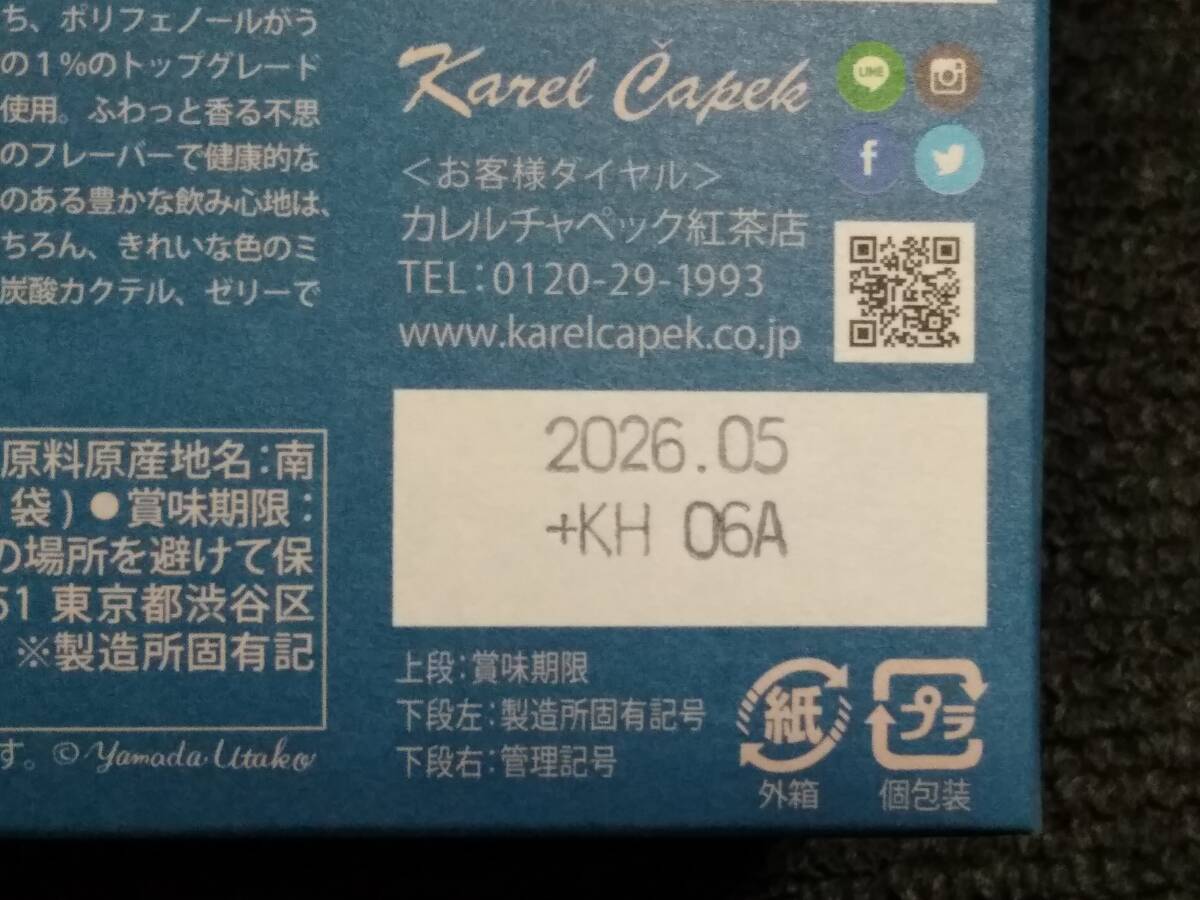 ち、ポリフェノールがう
の1%のトップグレード
使用。ふわっと香る不思
のフレーバーで健康的な
のある豊かな飲み心地は、
ちろん、きれいな色のミ
炭酸カクテル、ゼリーで
原料原産地名：南
袋)●賞味期限：
の場所を避けて保
51 東京都渋谷区
※製造所固有記
す。© Yamada Utako
Karel Čapek
LINE
f
＜お客様ダイヤル＞
カレルチャペック紅茶店
TEL：0120-29-1993
www.karelcapek.co.jp
2026.05
+KH 06A
上段：賞味期限
下段左：製造所固有記号
下段右：管理記号
紙
外箱
プラ
個包装